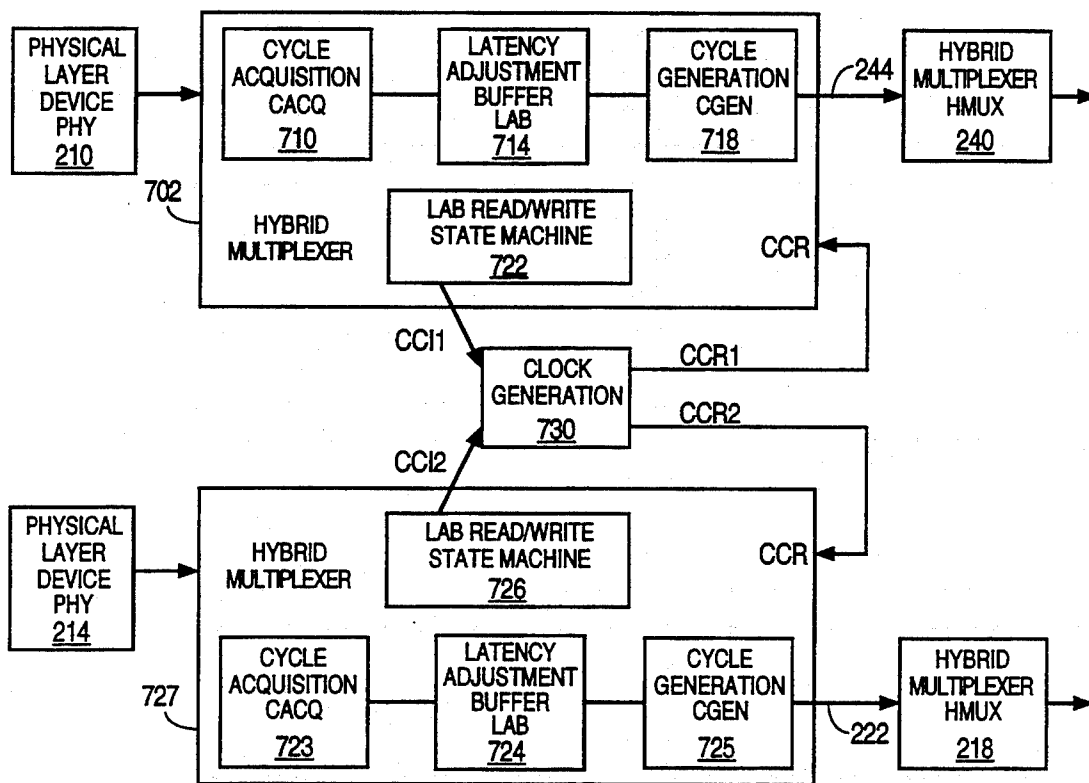 PHYSICAL
LAYER
DEVICE
PHY
210
CYCLE
ACQUISITION
CACQ
710
LATENCY
ADJUSTMENT
BUFFER
LAB
714
CYCLE
GENERATION
CGEN
718
244
HYBRID
MULTIPLEXER
HMUX
240
702
HYBRID
MULTIPLEXER
LAB READ/WRITE
STATE MACHINE
722
CCR
CCI1
CLOCK
GENERATION
730
CCR1
CCR2
CCI2
PHYSICAL
LAYER
DEVICE
PHY
214
HYBRID
MULTIPLEXER
LAB READ/WRITE
STATE MACHINE
726
CCR
727
CYCLE
ACQUISITION
CACQ
723
LATENCY
ADJUSTMENT
BUFFER
LAB
724
CYCLE
GENERATION
CGEN
725
222
HYBRID
MULTIPLEXER
HMUX
218